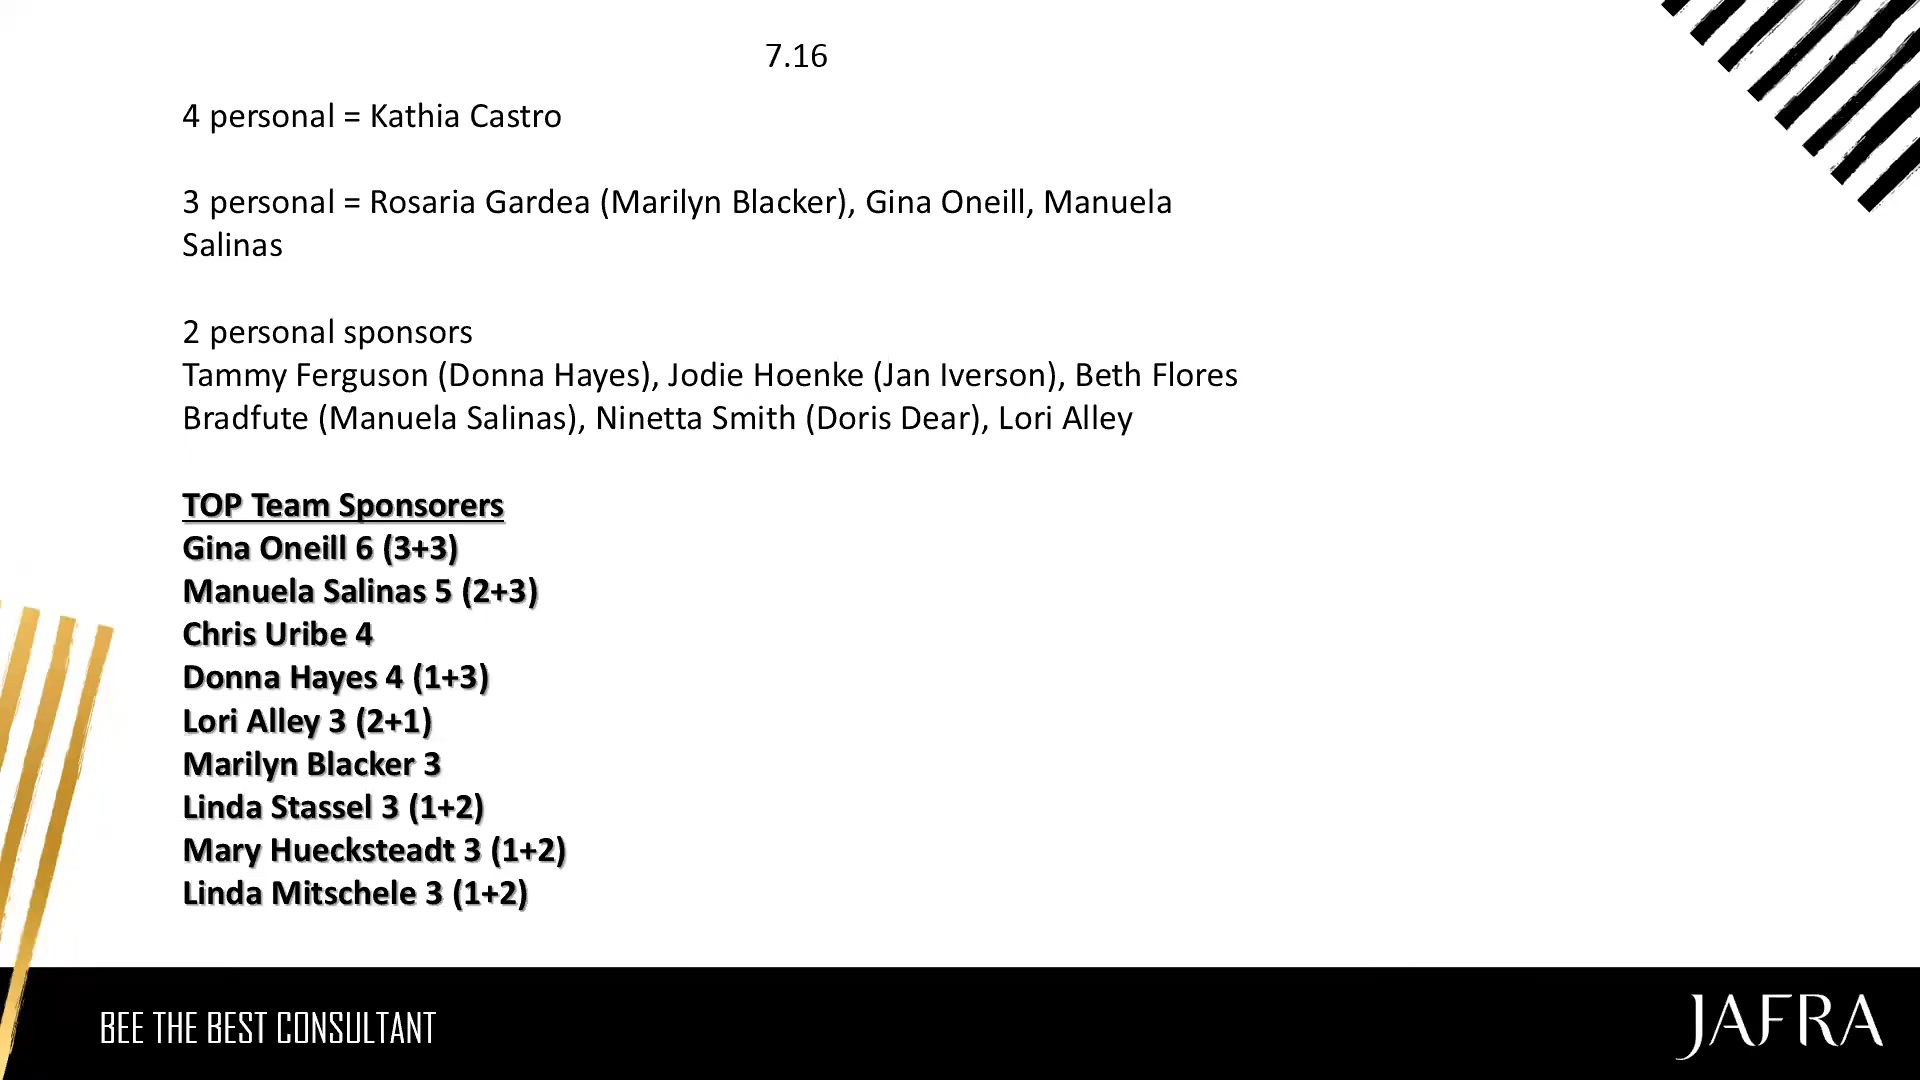 7.16
4 personal = Kathia Castro
3 personal = Rosaria Gardea (Marilyn Blacker), Gina Oneill, Manuela
Salinas
2 personal sponsors
Tammy Ferguson (Donna Hayes), Jodie Hoenke (Jan Iverson), Beth Flores
Bradfute (Manuela Salinas), Ninetta Smith (Doris Dear), Lori Alley
TOP Team Sponsorers
Gina Oneill 6 (3+3)
Manuela Salinas 5 (2+3)
Chris Uribe 4
Donna Hayes 4 (1+3)
Lori Alley 3 (2+1)
Marilyn Blacker 3
Linda Stassel 3 (1+2)
Mary Huecksteadt 3 (1+2)
Linda Mitschele 3 (1+2)
BEE THE BEST CONSULTANT
JAFRA